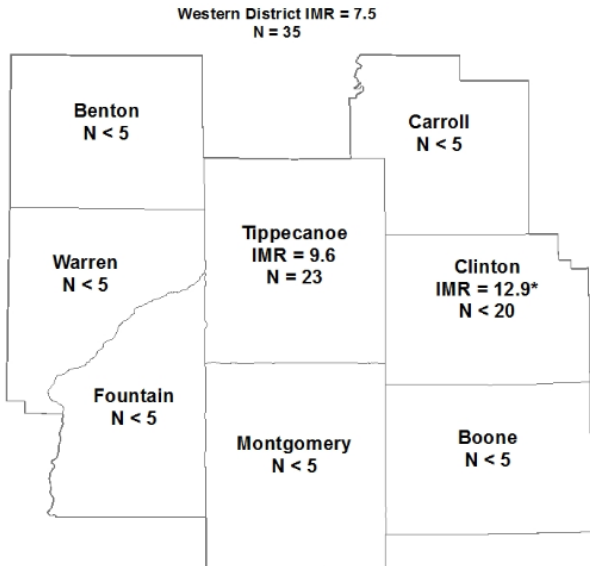 Western District IMR = 7.5
N = 35
Benton
N < 5
Carroll
N < 5
Tippecanoe
IMR = 9.6
N = 23
Warren
N < 5
Clinton
IMR = 12.9*
N < 20
Fountain
N < 5
Montgomery
N < 5
Boone
N < 5